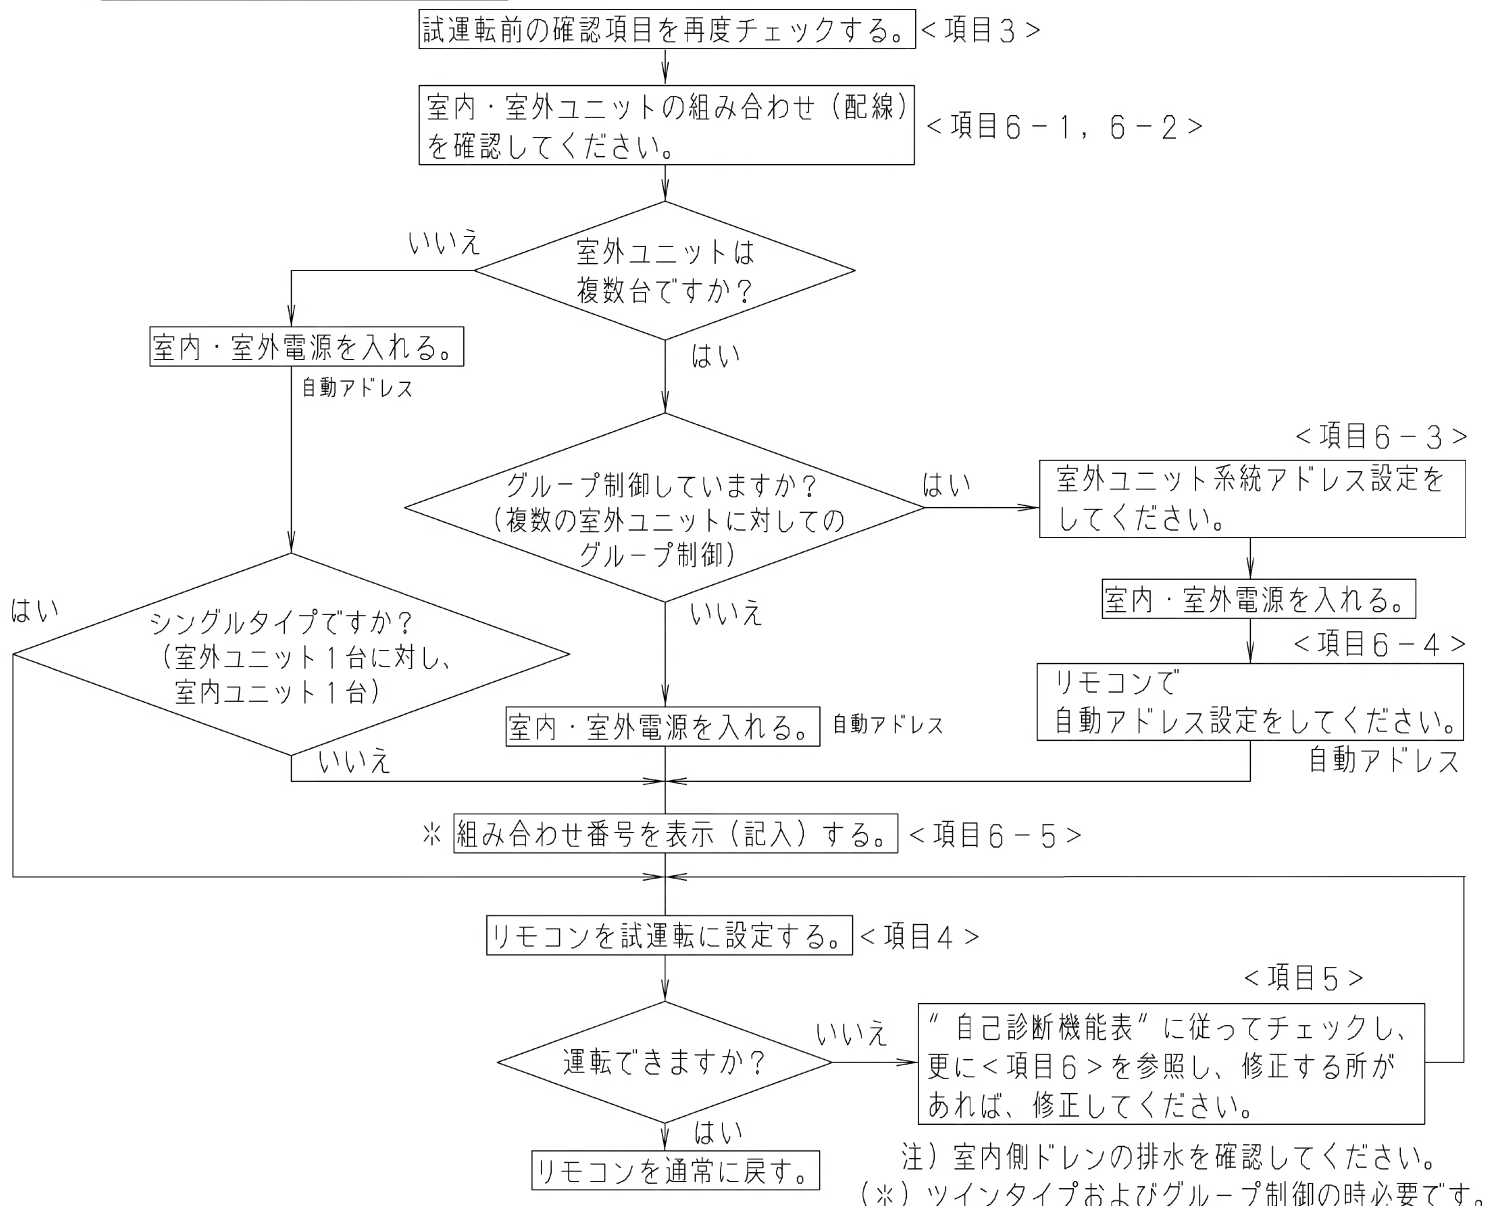 試運転前の確認項目を再度チェックする。<項目3>
室内・室外ユニットの組み合わせ（配線）
を確認してください。
<項目6-1, 6-2>
室外ユニットは
複数台ですか？
いいえ
はい
室内・室外電源を入れる。
自動アドレス
グループ制御していますか？
（複数の室外ユニットに対しての
グループ制御）
はい
いいえ
<項目6-3>
室外ユニット系統アドレス設定を
してください。
室内・室外電源を入れる。
<項目6-4>
リモコンで
自動アドレス設定をしてください。
自動アドレス
シングルタイプですか？
（室外ユニット1台に対し、
室内ユニット1台）
はい
いいえ
室内・室外電源を入れる。 自動アドレス
※ 組み合わせ番号を表示（記入）する。<項目6-5>
リモコンを試運転に設定する。<項目4>
運転できますか？
いいえ
はい
<項目5>
〃自己診断機能表〃に従ってチェックし、
更に<項目6>を参照し、修正する所が
あれば、修正してください。
リモコンを通常に戻す。
注）室内側ドレンの排水を確認してください。
（※）ツインタイプおよびグループ制御の時必要です。